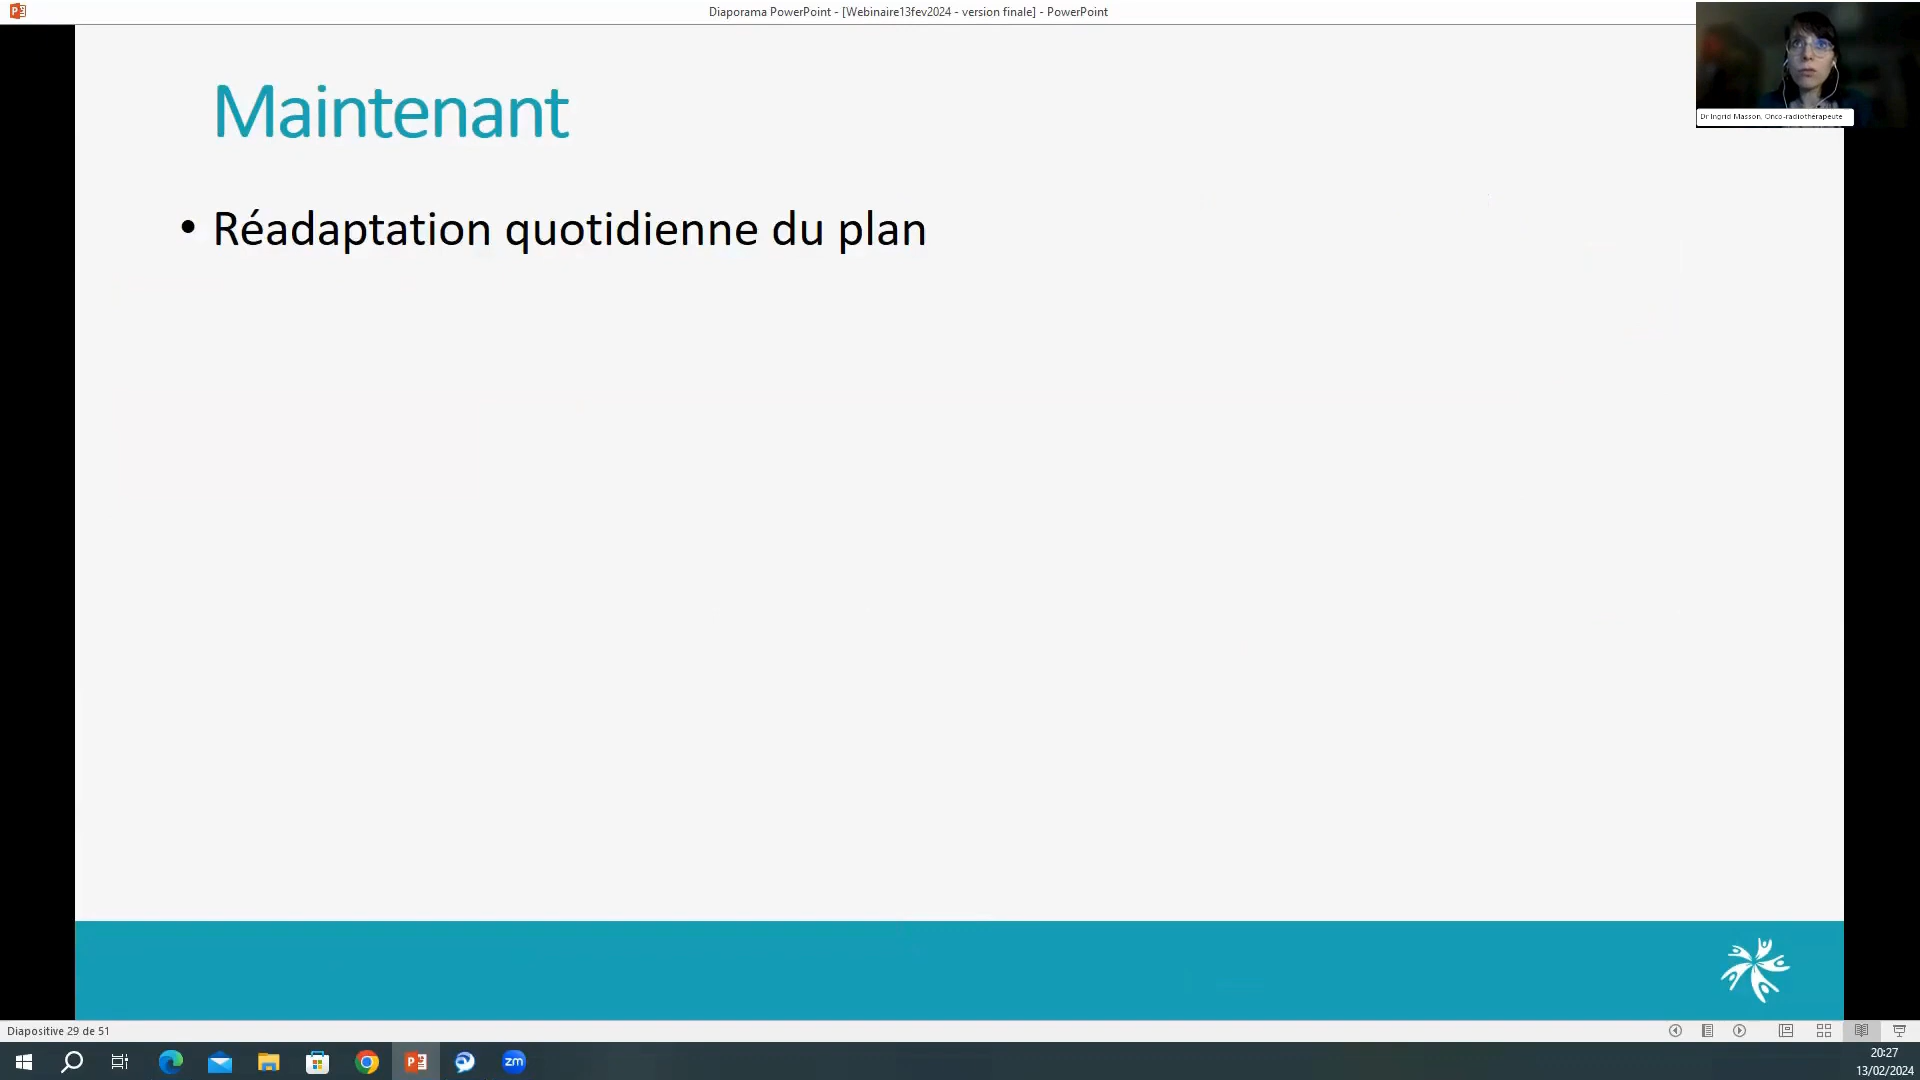 Diaporama PowerPoint - [Webinaire13fev2024 - version finale] - PowerPoint
Dr Ingrid Masson, Onco-radiothérapeute
Maintenant
• Réadaptation quotidienne du plan
Diapositive 29 de 51
zm
20:27
13/02/2024